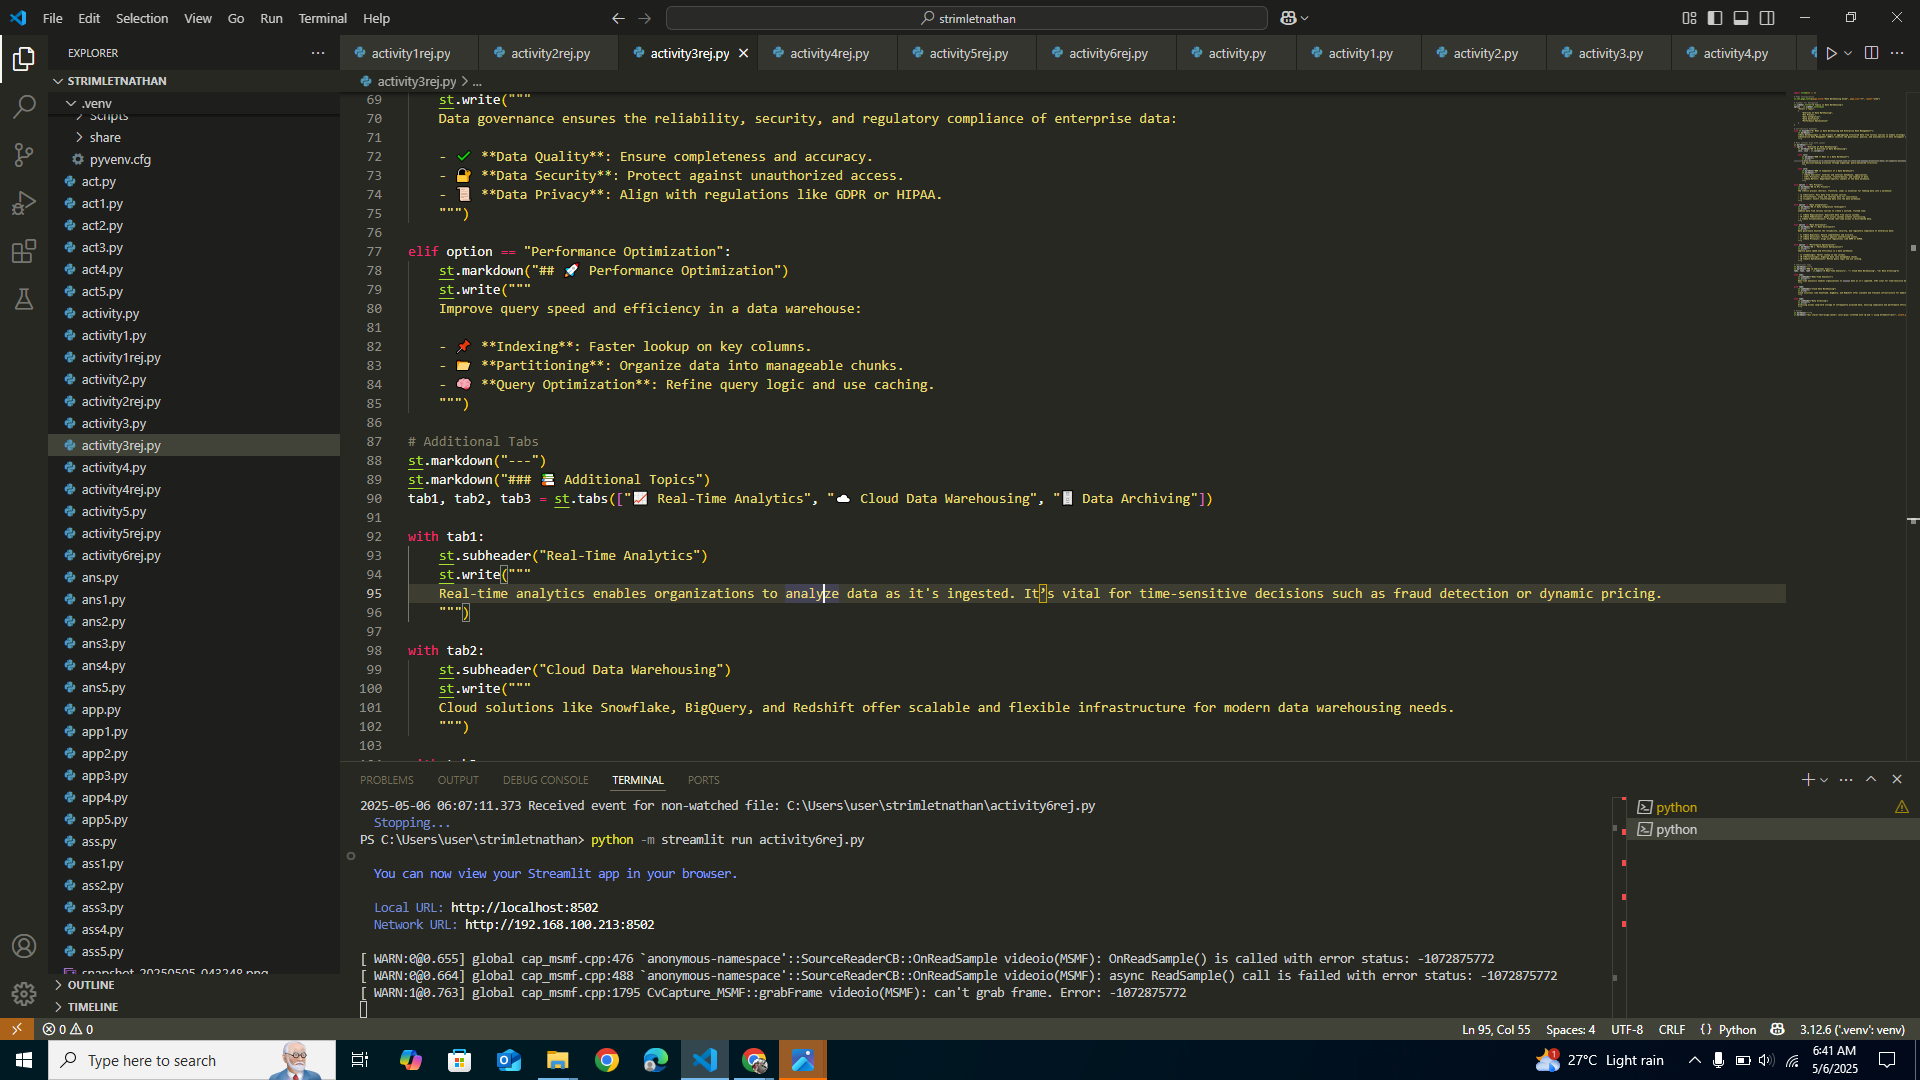 File Edit Selection View Go Run Terminal Help
strimletnathan
EXPLORER
STRIMLETNATHAN
.venv
Scripts
share
pyvenv.cfg
act.py
act1.py
act2.py
act3.py
act4.py
act5.py
activity.py
activity1.py
activity1rej.py
activity2.py
activity2rej.py
activity3.py
activity3rej.py
activity4.py
activity4rej.py
activity5.py
activity5rej.py
activity6rej.py
ans.py
ans1.py
ans2.py
ans3.py
ans4.py
ans5.py
app.py
app1.py
app2.py
app3.py
app4.py
app5.py
ass.py
ass1.py
ass2.py
ass3.py
ass4.py
ass5.py
snapshot_20250505_043248.png
OUTLINE
TIMELINE
activity1rej.py activity2rej.py activity3rej.py activity4rej.py activity5rej.py activity6rej.py activity.py activity1.py activity2.py activity3.py activity4.py
activity3rej.py > ...
69 st.write("""
70 Data governance ensures the reliability, security, and regulatory compliance of enterprise data:
71
72 - ✅ **Data Quality**: Ensure completeness and accuracy.
73 - 🔐 **Data Security**: Protect against unauthorized access.
74 - 📜 **Data Privacy**: Align with regulations like GDPR or HIPAA.
75 """)
76
77 elif option == "Performance Optimization":
78 st.markdown("## 🚀 Performance Optimization")
79 st.write("""
80 Improve query speed and efficiency in a data warehouse:
81
82 - 📌 **Indexing**: Faster lookup on key columns.
83 - 📂 **Partitioning**: Organize data into manageable chunks.
84 - 🧠 **Query Optimization**: Refine query logic and use caching.
85 """)
86
87 # Additional Tabs
88 st.markdown("---")
89 st.markdown("### 📚 Additional Topics")
90 tab1, tab2, tab3 = st.tabs(["📈 Real-Time Analytics", "☁️ Cloud Data Warehousing", "🗄️ Data Archiving"])
91
92 with tab1:
93 st.subheader("Real-Time Analytics")
94 st.write("""
95 Real-time analytics enables organizations to analyze data as it's ingested. It’s vital for time-sensitive decisions such as fraud detection or dynamic pricing.
96 """)
97
98 with tab2:
99 st.subheader("Cloud Data Warehousing")
100 st.write("""
101 Cloud solutions like Snowflake, BigQuery, and Redshift offer scalable and flexible infrastructure for modern data warehousing needs.
102 """)
103
PROBLEMS OUTPUT DEBUG CONSOLE TERMINAL PORTS
2025-05-06 06:07:11.373 Received event for non-watched file: C:\Users\user\strimletnathan\activity6rej.py
Stopping...
PS C:\Users\user\strimletnathan> python -m streamlit run activity6rej.py
You can now view your Streamlit app in your browser.
Local URL: http://localhost:8502
Network URL: http://192.168.100.213:8502
[ WARN:0@0.655] global cap_msmf.cpp:476 `anonymous-namespace'::SourceReaderCB::OnReadSample videoio(MSMF): OnReadSample() is called with error status: -1072875772
[ WARN:0@0.664] global cap_msmf.cpp:488 `anonymous-namespace'::SourceReaderCB::OnReadSample videoio(MSMF): async ReadSample() call is failed with error status: -1072875772
[ WARN:1@0.763] global cap_msmf.cpp:1795 CvCapture_MSMF::grabFrame videoio(MSMF): can't grab frame. Error: -1072875772
python
python
0 0
Ln 95, Col 55 Spaces: 4 UTF-8 CRLF { } Python 3.12.6 ('.venv': venv)
Type here to search
27°C Light rain
6:41 AM
5/6/2025